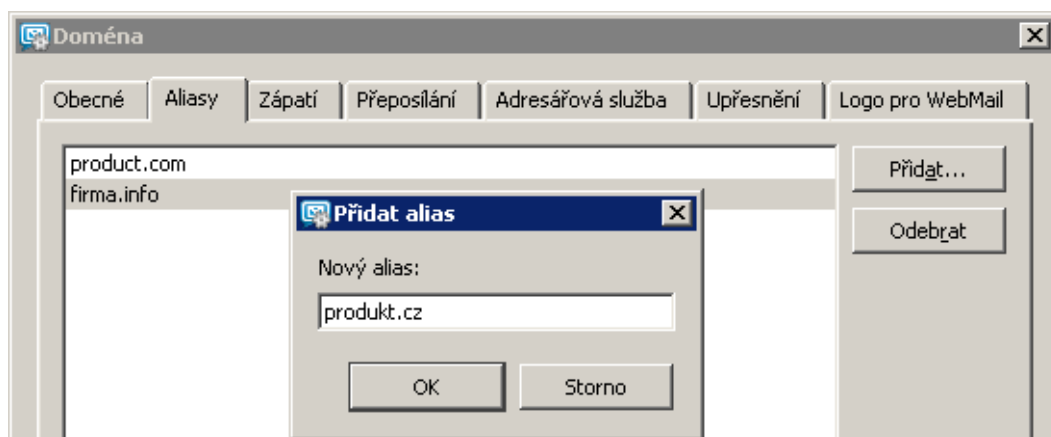 Doména
Obecné Aliasy Zápatí Přeposílání Adresářová služba Upřesnění Logo pro WebMail
product.com
Přidat...
firma.info
Přidat alias
Odebrat
Nový alias:
produkt.cz
OK Storno